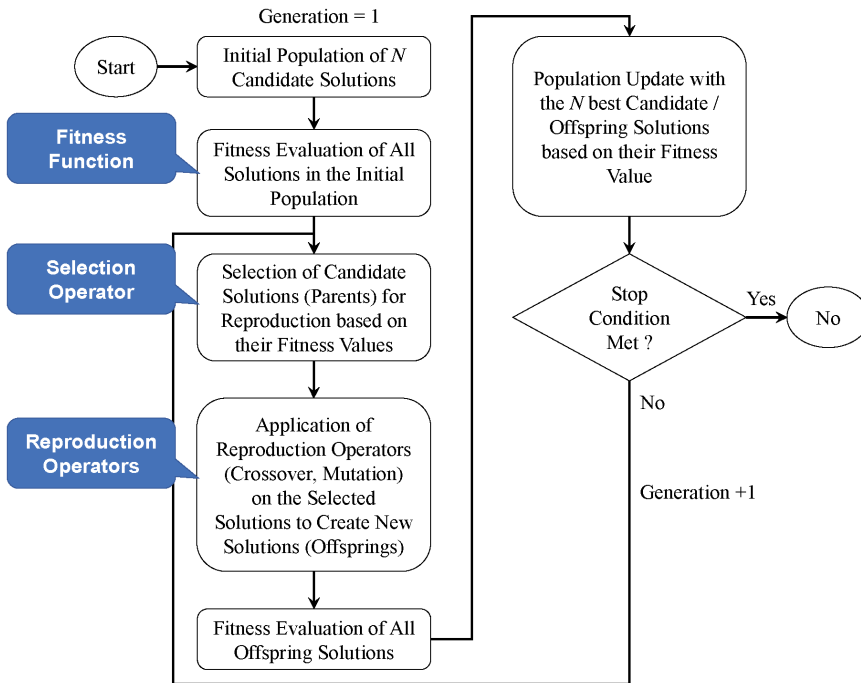 Generation = 1
Start
Initial Population of N
Candidate Solutions
Fitness
Function
Fitness Evaluation of All
Solutions in the Initial
Population
Selection
Operator
Selection of Candidate
Solutions (Parents) for
Reproduction based on
their Fitness Values
Reproduction
Operators
Application of
Reproduction Operators
(Crossover, Mutation)
on the Selected
Solutions to Create New
Solutions (Offsprings)
Fitness Evaluation of All
Offspring Solutions
Population Update with
the N best Candidate /
Offspring Solutions
based on their Fitness
Value
Stop
Condition
Met ?
Yes
No
No
Generation +1